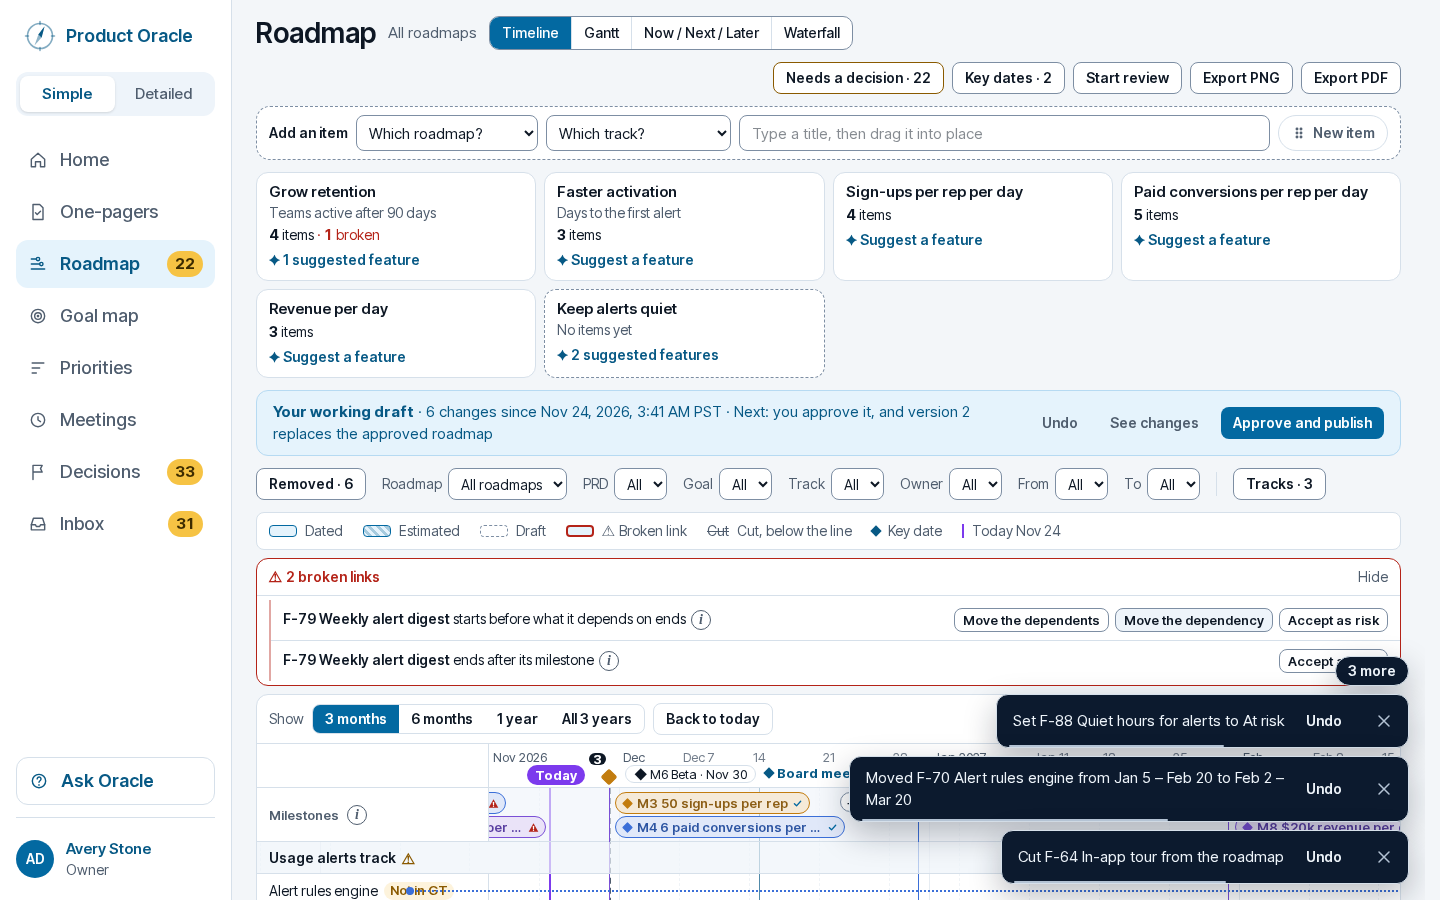 Product Oracle
Simple
Detailed
Home
One-pagers
Roadmap 22
Goal map
Priorities
Meetings
Decisions 33
Inbox 31
Ask Oracle
AD
Avery Stone
Owner
Roadmap
All roadmaps
Timeline
Gantt
Now / Next / Later
Waterfall
Needs a decision · 22
Key dates · 2
Start review
Export PNG
Export PDF
Add an item
Which roadmap?
Which track?
Type a title, then drag it into place
New item
Grow retention
Teams active after 90 days
4 items · 1 broken
1 suggested feature
Faster activation
Days to the first alert
3 items
Suggest a feature
Sign-ups per rep per day
4 items
Suggest a feature
Paid conversions per rep per day
5 items
Suggest a feature
Revenue per day
3 items
Suggest a feature
Keep alerts quiet
No items yet
2 suggested features
Your working draft · 6 changes since Nov 24, 2026, 3:41 AM PST · Next: you approve it, and version 2
replaces the approved roadmap
Undo
See changes
Approve and publish
Removed · 6
Roadmap All roadmaps
PRD All
Goal All
Track All
Owner All
From All
To All
Tracks · 3
Dated
Estimated
Draft
⚠ Broken link
Cut Cut, below the line
Key date
Today Nov 24
⚠ 2 broken links
Hide
F-79 Weekly alert digest starts before what it depends on ends i
Move the dependents
Move the dependency
Accept as risk
F-79 Weekly alert digest ends after its milestone i
Accept
3 more
Show
3 months
6 months
1 year
All 3 years
Back to today
Set F-88 Quiet hours for alerts to At risk Undo
Nov 2026
3
Dec
Dec 7
14
21
Today
M6 Beta · Nov 30
Board mee
Moved F-70 Alert rules engine from Jan 5 – Feb 20 to Feb 2 –
Mar 20
Undo
Milestones i
M3 50 sign-ups per rep
per ...
M4 6 paid conversions per ...
M8 $20k revenue per
Cut F-64 In-app tour from the roadmap Undo
Usage alerts track ⚠
Alert rules engine